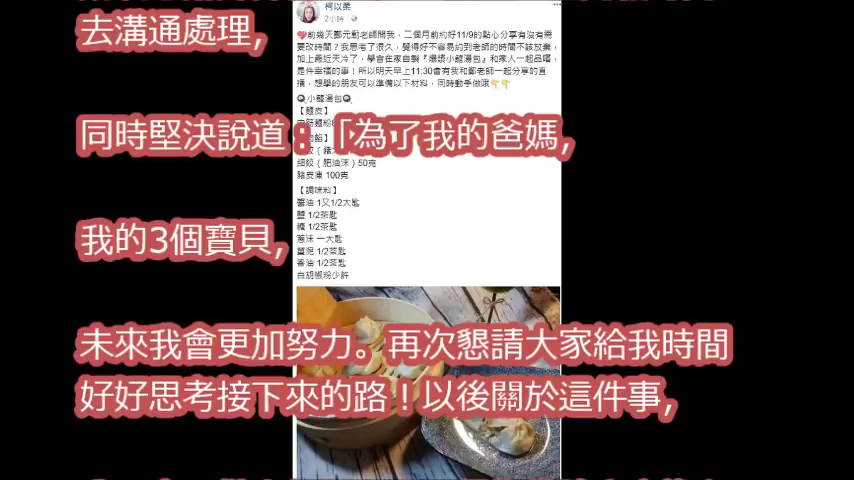 去溝通處理,
柯以柔
2小時
前幾天鄭元勳老師問我，二個月前約好11/9的點心分享有沒有需
要改時間？我思考了很久，覺得好不容易約到老師的時間不該放棄，
加上最近天冷了，學會在家自製『爆漿小籠湯包』和家人一起品嚐，
是件幸福的事！所以明天早上11:30會有我和鄭老師一起分享的直
播，想學的朋友可以準備以下材料，同時動手做哦
小籠湯包
【麵皮】
同時堅決說道：「為了我的爸媽,
細絞（肥油沫）50克
豬皮凍 100克
【調味料】
醬油 1又1/2大匙
鹽 1/2茶匙
糖 1/2茶匙
蔥沫 一大匙
我的3個寶貝,
薑泥 1/2茶匙
香油 1/2茶匙
白胡椒粉少許
未來我會更加努力。再次懇請大家給我時間
好好思考接下來的路！以後關於這件事,